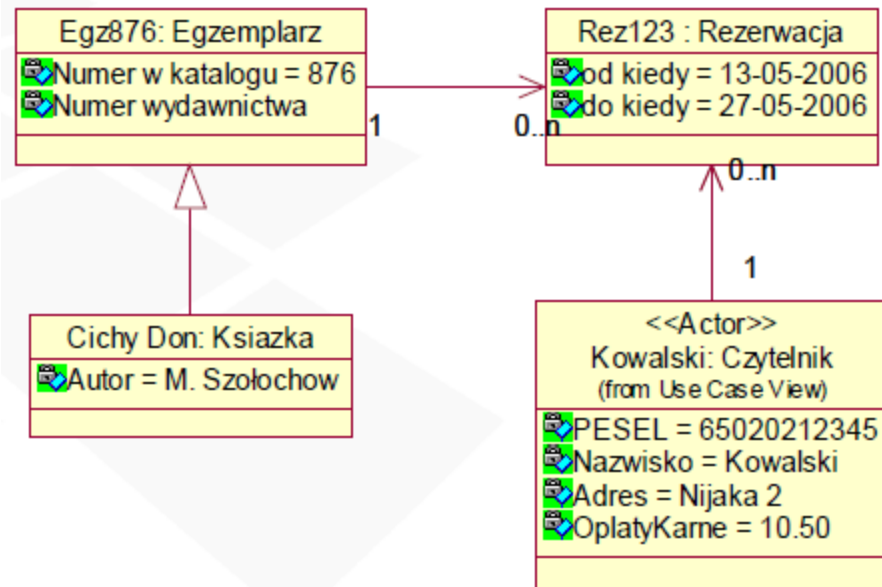 Egz876: Egzemplarz
Numer w katalogu = 876
Numer wydawnictwa
1
0..n
Rez123 : Rezerwacja
od kiedy = 13-05-2006
do kiedy = 27-05-2006
0..n
1
Cichy Don: Ksiazka
Autor = M. Szołochow
<<Actor>>
Kowalski: Czytelnik
(from Use Case View)
PESEL = 65020212345
Nazwisko = Kowalski
Adres = Nijaka 2
OplatyKarne = 10.50